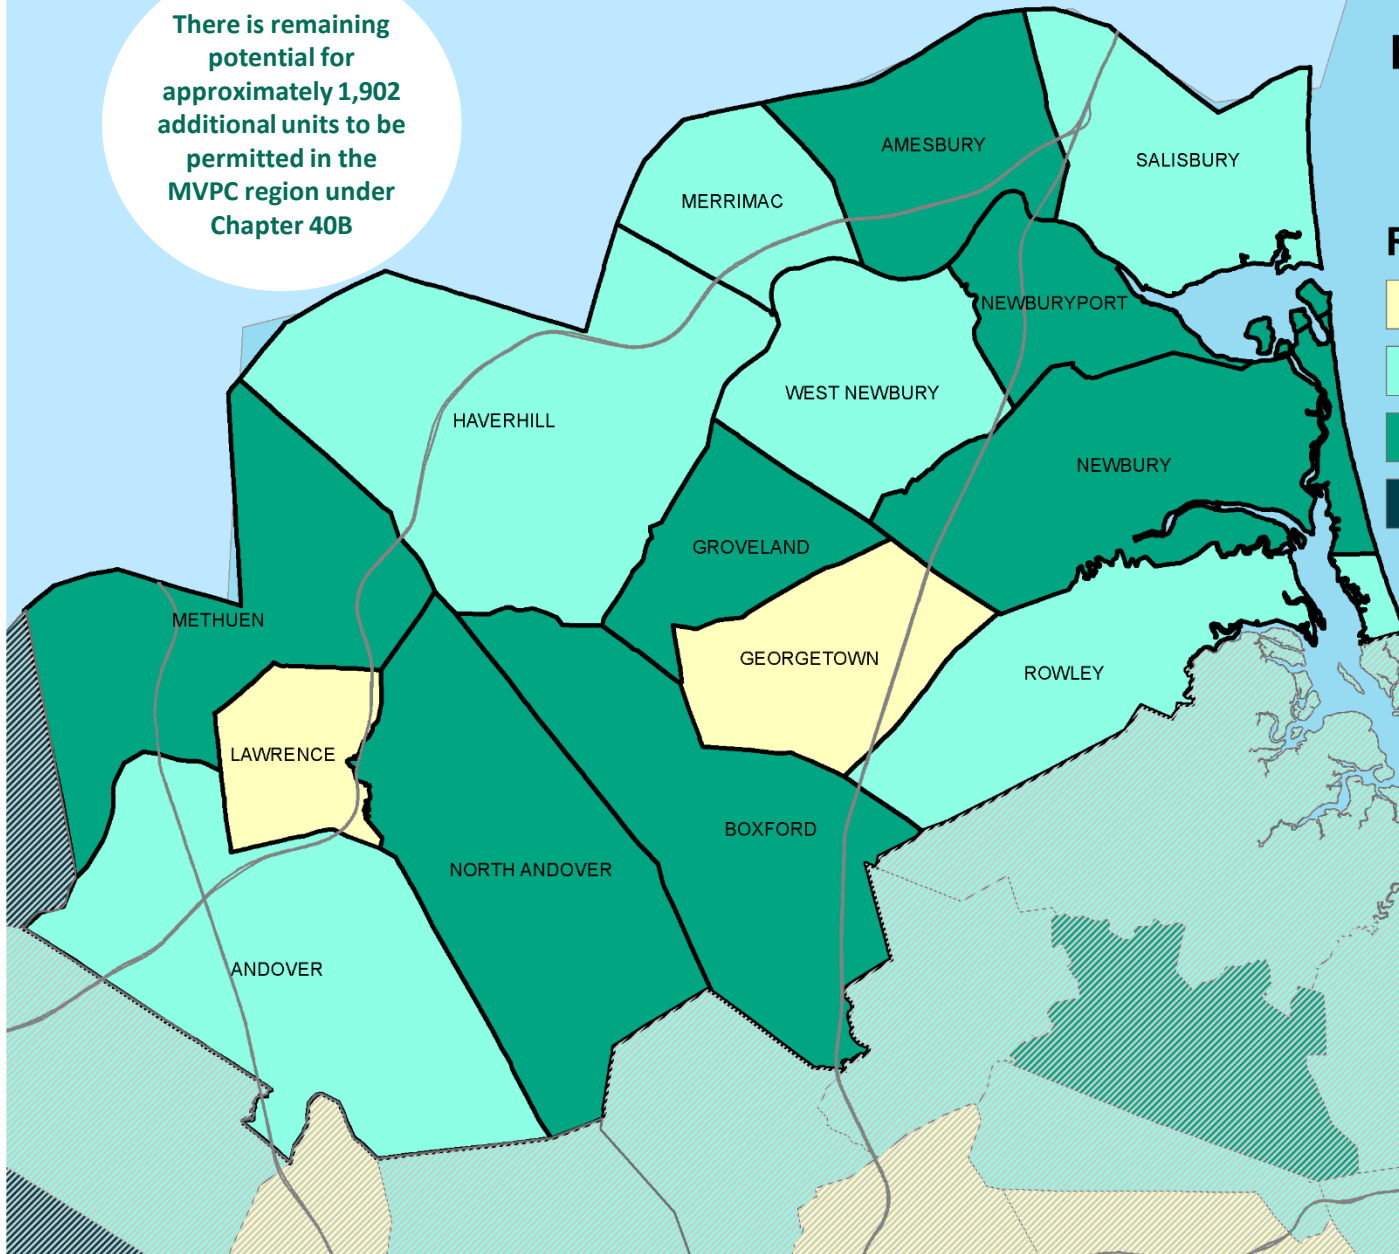 There is remaining
potential for
approximately 1,902
additional units to be
permitted in the
MVPC region under
Chapter 40B
AMESBURY
SALISBURY
MERRIMAC
NEWBURYPORT
WEST NEWBURY
HAVERHILL
NEWBURY
GROVELAND
METHUEN
GEORGETOWN
ROWLEY
LAWRENCE
BOXFORD
NORTH ANDOVER
ANDOVER